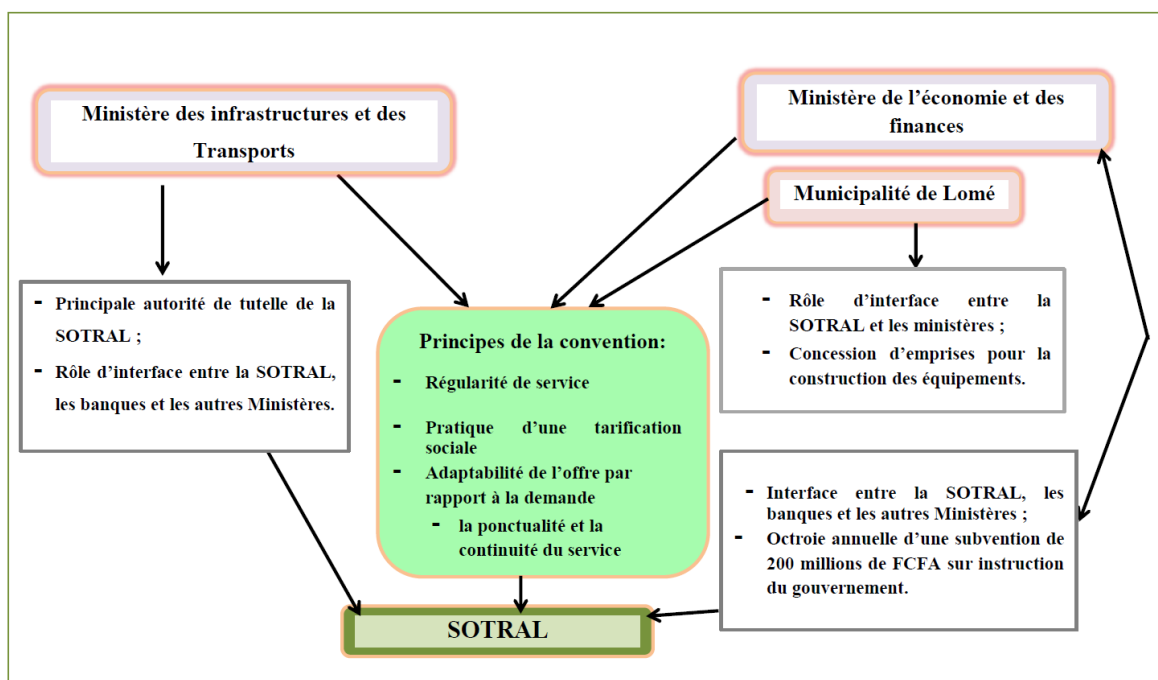 Ministère des infrastructures et des
Transports
Ministère de l'économie et des
finances
Municipalité de Lomé
- Principale autorité de tutelle de la
SOTRAL ;
- Rôle d'interface entre la SOTRAL,
les banques et les autres Ministères.
Principes de la convention:
- Régularité de service
- Pratique d'une tarification
sociale
- Adaptabilité de l'offre par
rapport à la demande
- la ponctualité et la
continuité du service
- Rôle d'interface entre la
SOTRAL et les ministères ;
- Concession d'emprises pour la
construction des équipements.
- Interface entre la SOTRAL, les
banques et les autres Ministères ;
- Octroie annuelle d'une subvention de
200 millions de FCFA sur instruction
du gouvernement.
SOTRAL